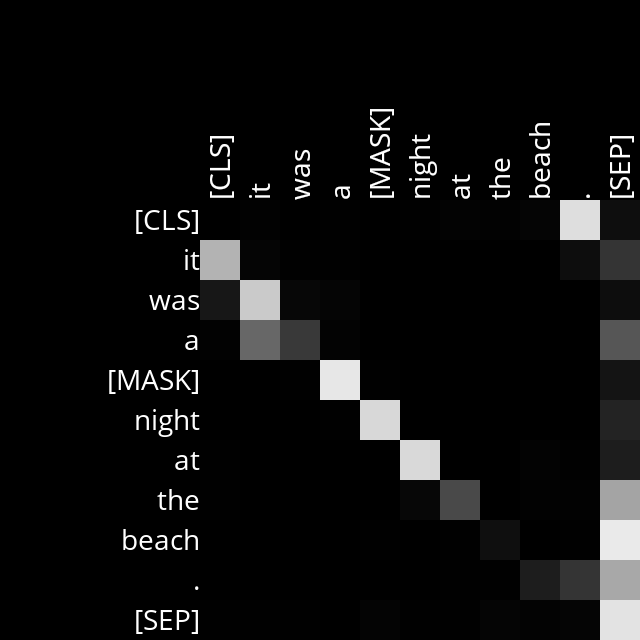 [CLS] it was a [MASK] night at the beach . [SEP]
[CLS]
it
was
a
[MASK]
night
at
the
beach
.
[SEP]